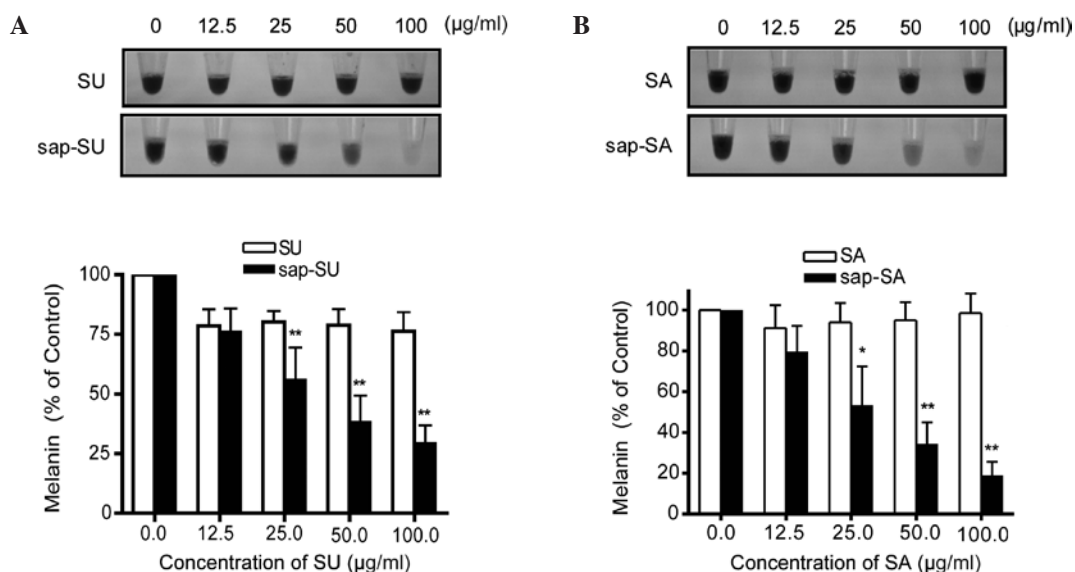 A
0 12.5 25 50 100 (μg/ml)
SU
sap-SU
SU
sap-SU
Melanin (% of Control)
100
75
50
25
0
**
**
**
0.0 12.5 25.0 50.0 100.0
Concentration of SU (μg/ml)
B
0 12.5 25 50 100 (μg/ml)
SA
sap-SA
SA
sap-SA
Melanin (% of Control)
100
80
60
40
20
0
*
**
**
0.0 12.5 25.0 50.0 100.0
Concentration of SA (μg/ml)